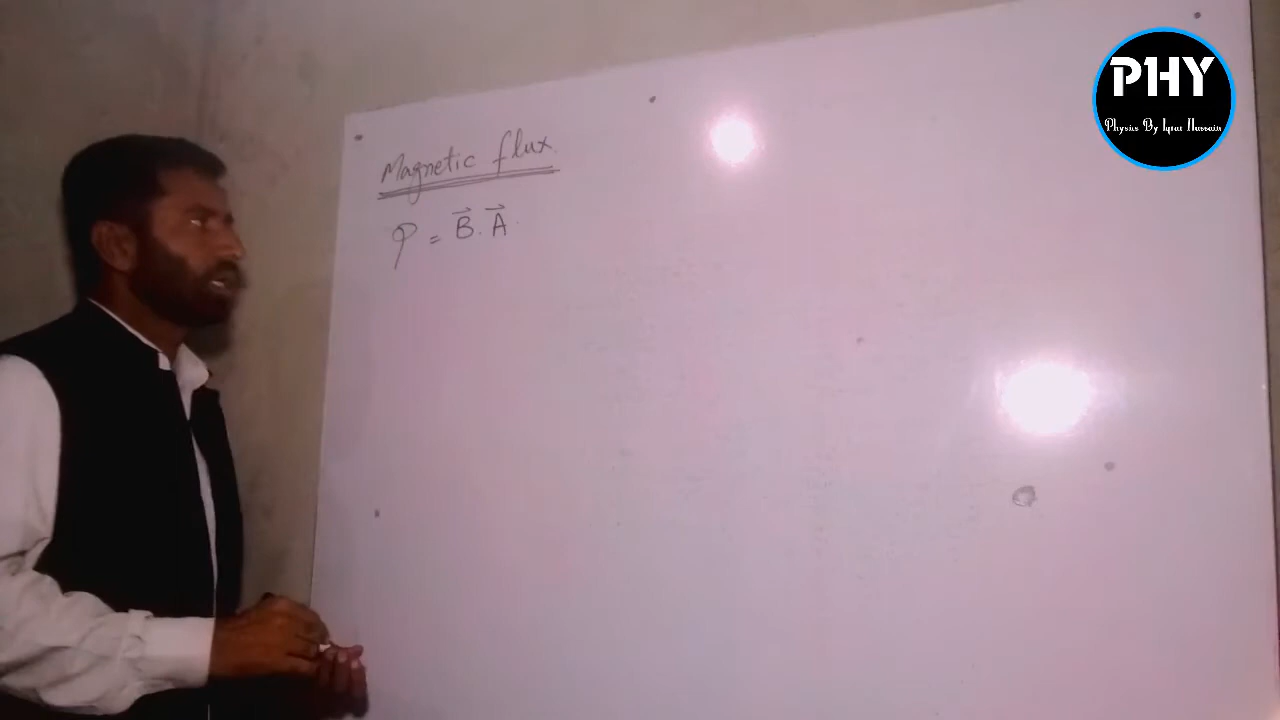 PHY
Physics By Iqrar Hussain
Magnetic flux
φ = B⃗ . A⃗